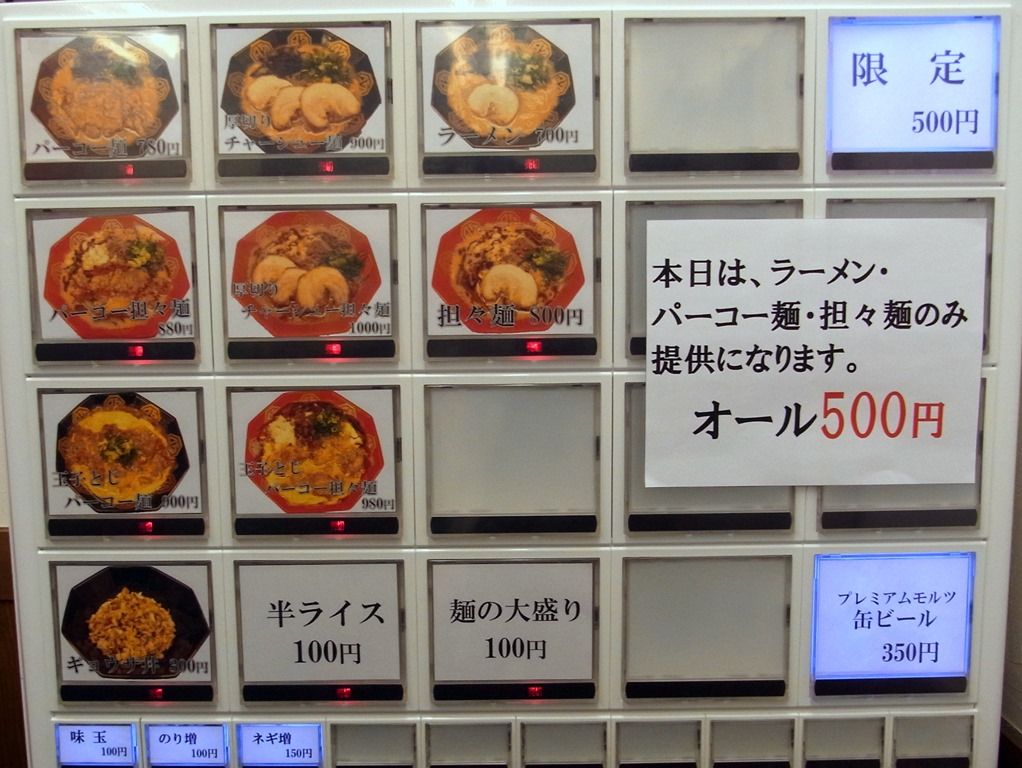 パーコー麺 780円
厚切り
チャーシュー麺 900円
ラーメン 700円
限 定
500円
パーコー担々麺
880円
厚切り
チャーシュー担々麺
1000円
担々麺 800円
本日は、ラーメン・
パーコー麺・担々麺のみ
提供になります。
オール500円
玉子とじ
パーコー麺 900円
玉子とじ
パーコー担々麺
980円
ギョウザ丼 300円
半ライス
100円
麺の大盛り
100円
プレミアムモルツ
缶ビール
350円
味 玉
100円
のり増
100円
ネギ増
150円